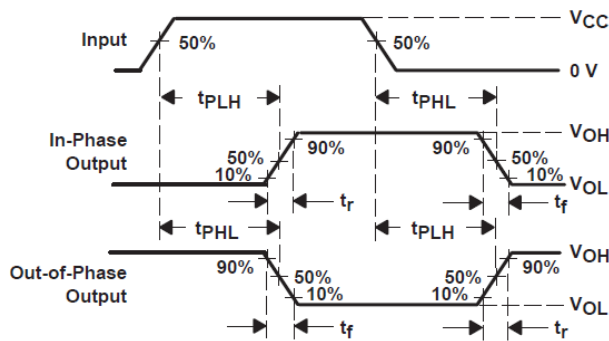 Input
50%
50%
VCC
0 V
tPLH
tPHL
In-Phase
Output
50%
10%
90%
90%
50%
10%
VOH
VOL
tr
tf
tPHL
tPLH
Out-of-Phase
Output
90%
50%
10%
50%
10%
90%
VOH
VOL
tf
tr